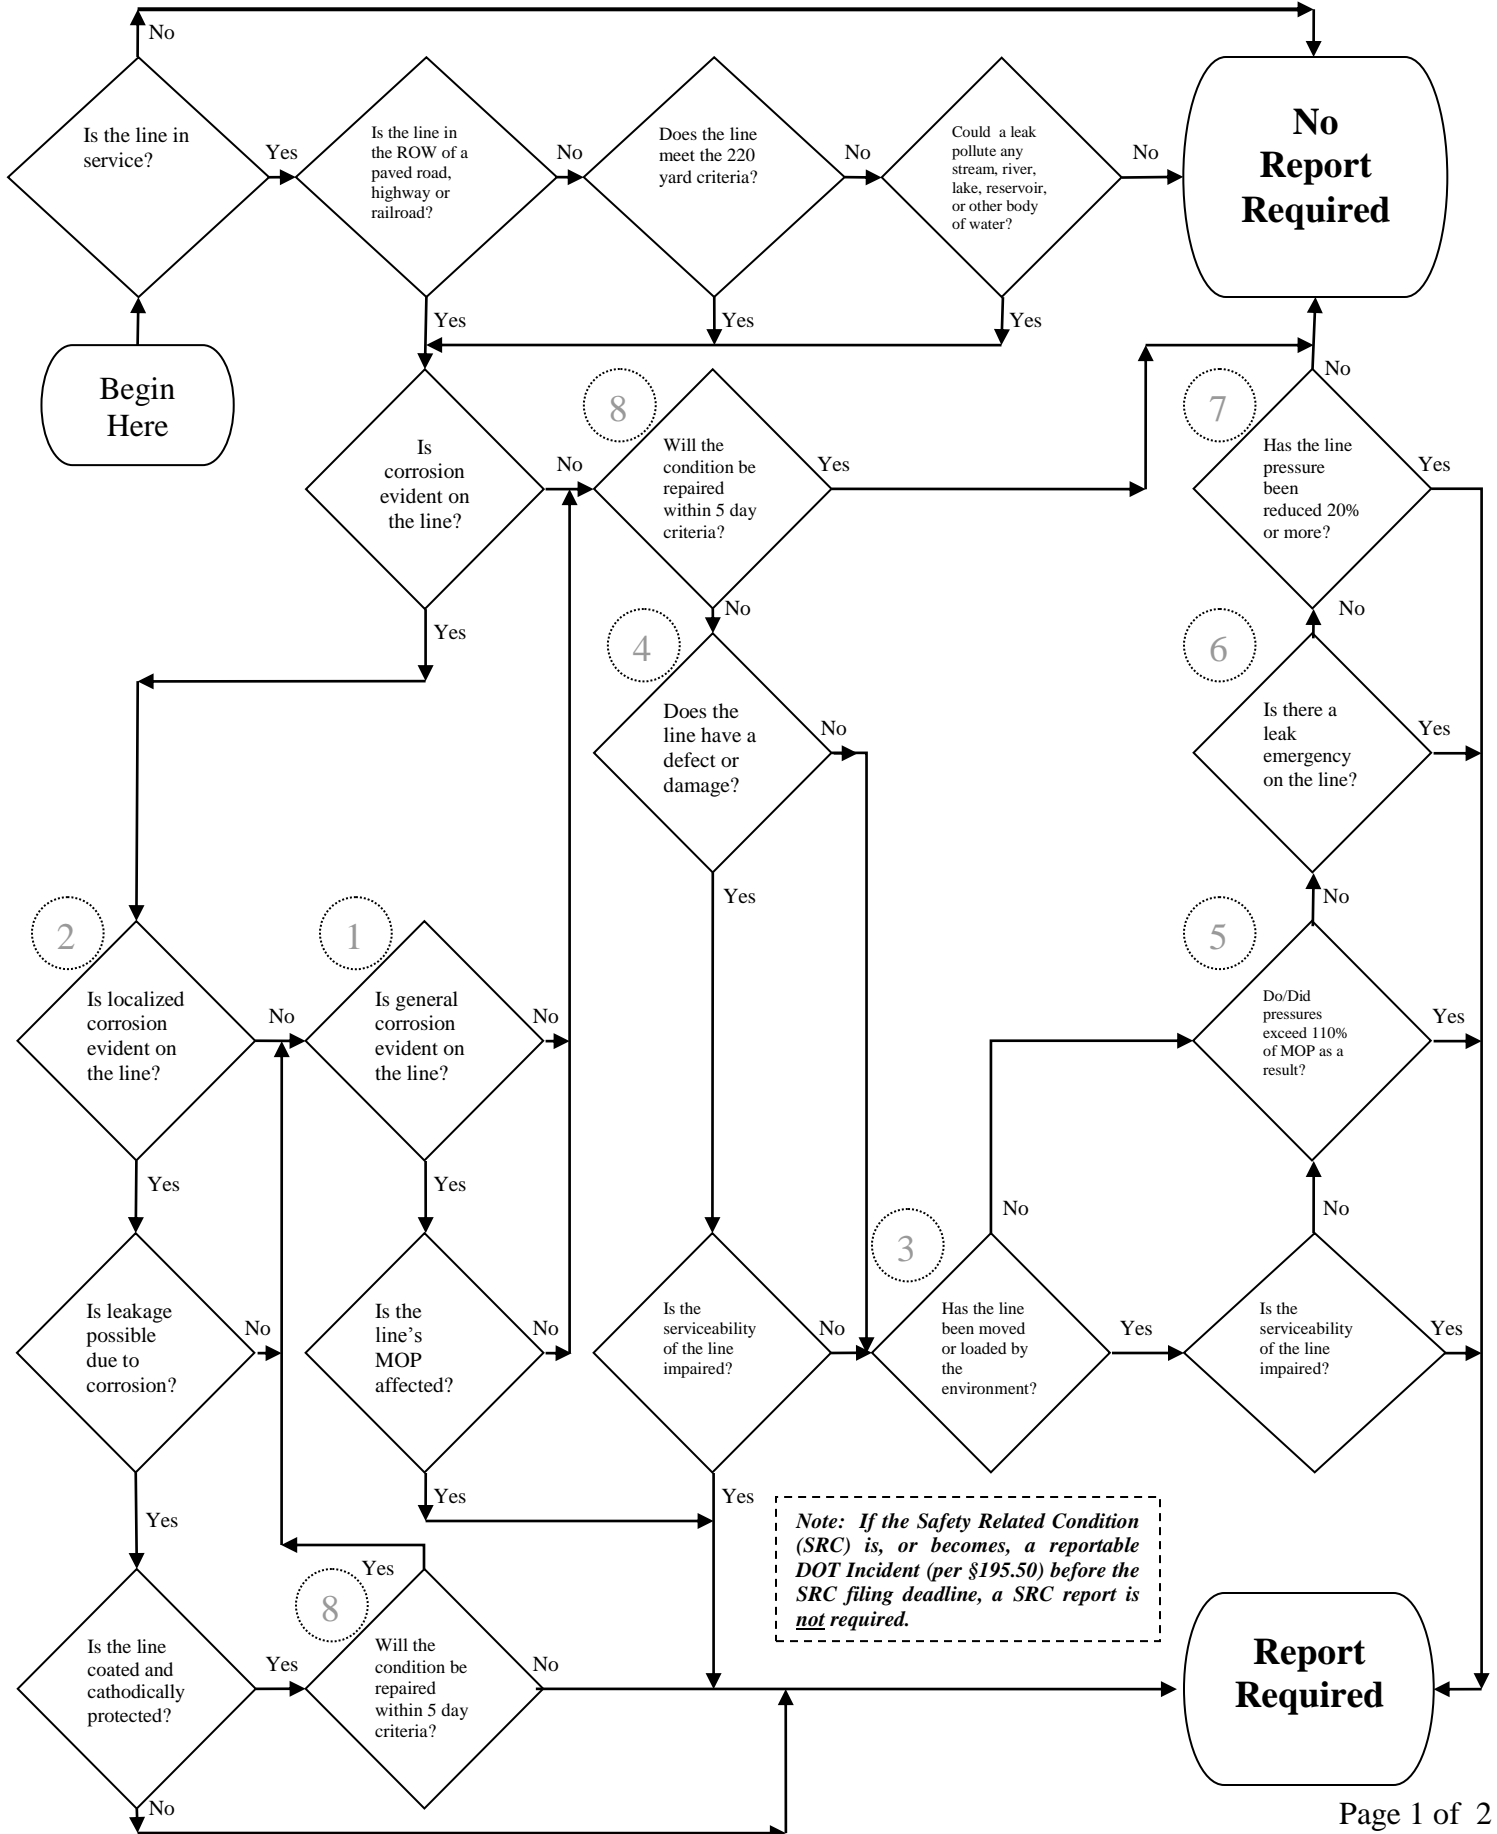 No
Is the line in
service?
Yes
Is the line in
the ROW of a
paved road,
highway or
railroad?
No
Does the line
meet the 220
yard criteria?
No
Could  a leak
pollute any
stream, river,
lake, reservoir,
or other body
of water?
No
No
Report
Required
Yes
Yes
Yes
Begin
Here
Is
corrosion
evident on
the line?
No
8
Will the
condition be
repaired
within 5 day
criteria?
Yes
7
No
Has the line
pressure
been
reduced 20%
or more?
Yes
Yes
No
4
Does the
line have a
defect or
damage?
No
No
6
Is there a
leak
emergency
on the line?
Yes
Yes
No
2
Is localized
corrosion
evident on
the line?
No
1
Is general
corrosion
evident on
the line?
No
5
Do/Did
pressures
exceed 110%
of MOP as a
result?
Yes
Yes
Yes
No
No
Is leakage
possible
due to
corrosion?
No
Is the
line's
MOP
affected?
No
Is the
serviceability
of the line
impaired?
No
3
Has the line
been moved
or loaded by
the
environment?
Yes
Is the
serviceability
of the line
impaired?
Yes
Yes
Yes
Yes
Note:  If the Safety Related Condition
(SRC) is, or becomes, a reportable
DOT Incident (per §195.50) before the
SRC filing deadline, a SRC report is
not required.
Is the line
coated and
cathodically
protected?
Yes
Yes
8
Will the
condition be
repaired
within 5 day
criteria?
No
Report
Required
No
Page 1 of  2